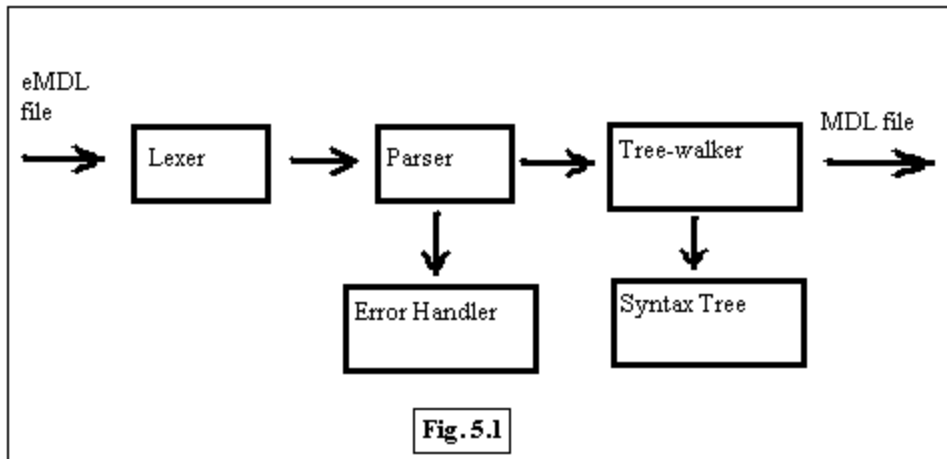 eMDL
file
MDL file
Lexer
Parser
Tree-walker
Error Handler
Syntax Tree
Fig. 5.1